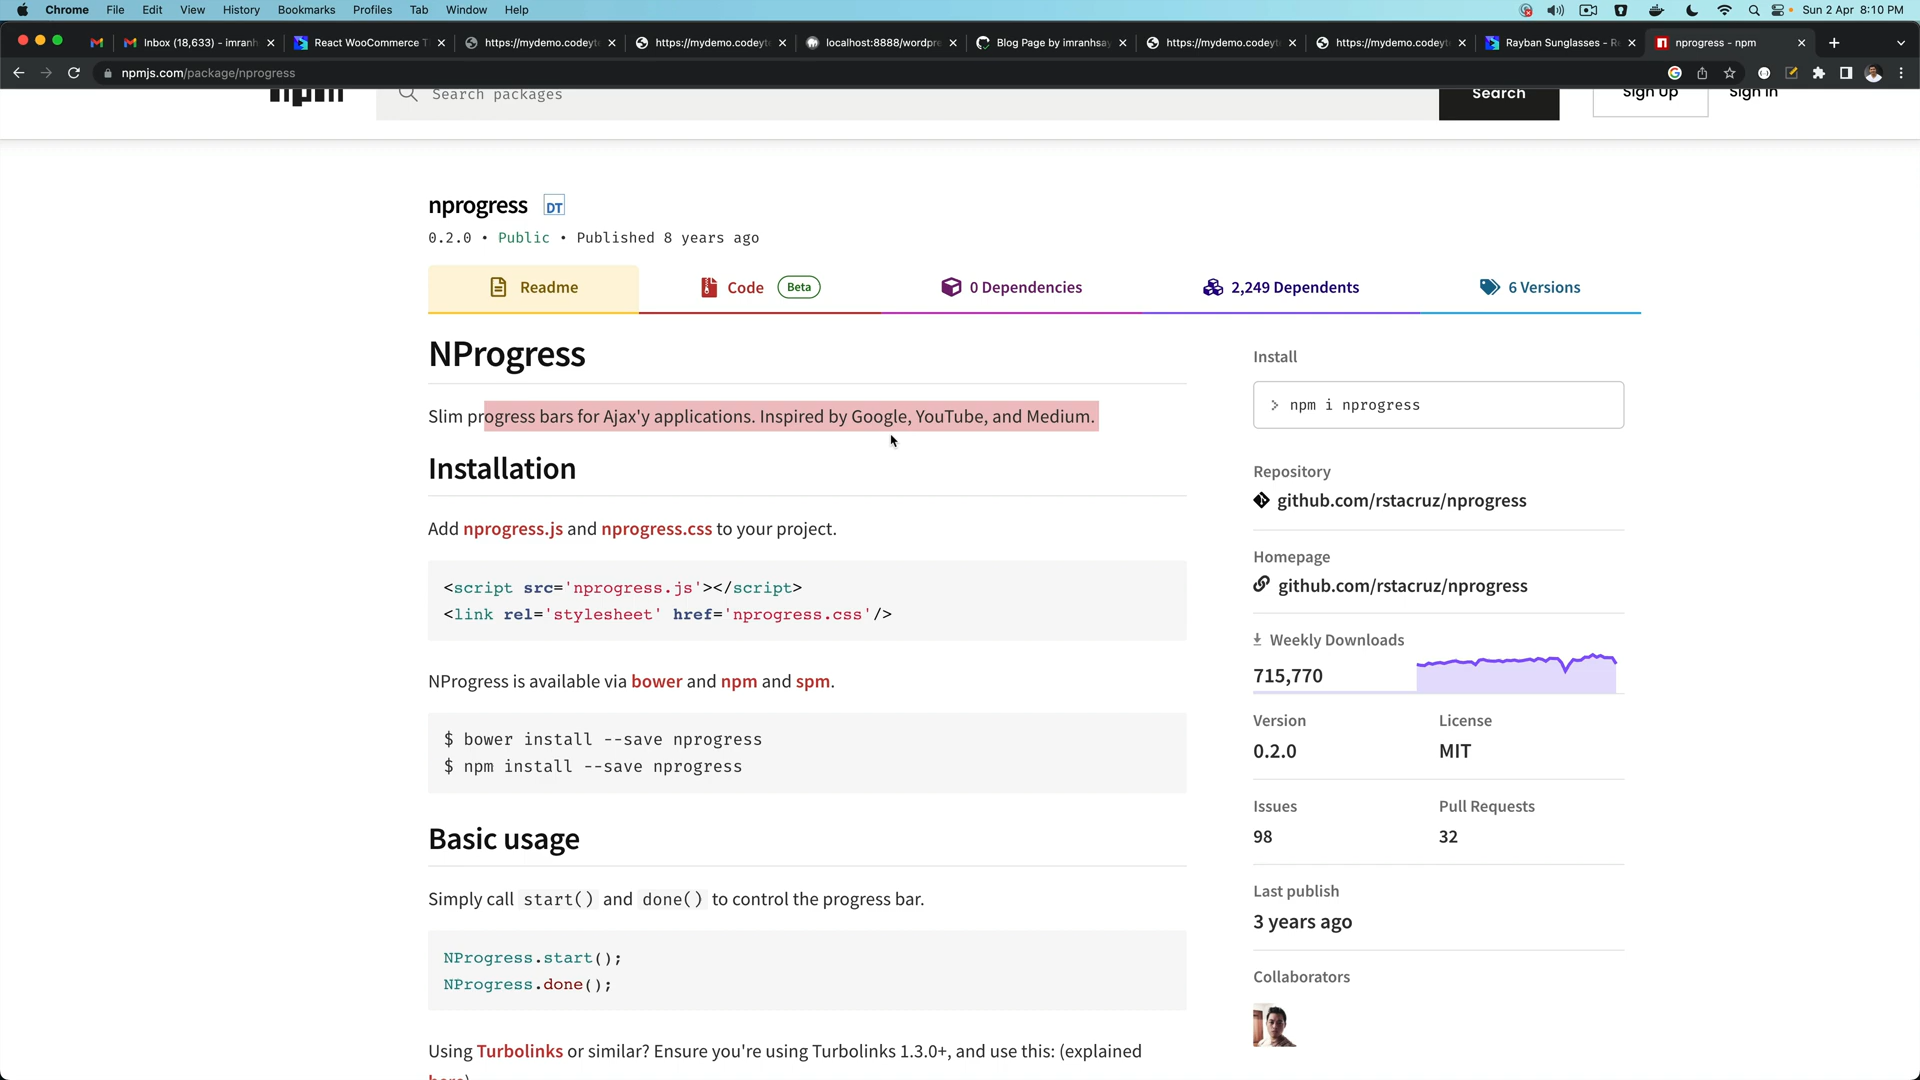 Chrome File Edit View History Bookmarks Profiles Tab Window Help Sun 2 Apr 8:10 PM
Inbox (18,633) - imranh React WooCommerce T https://mydemo.codeyt https://mydemo.codeyt localhost:8888/wordpre Blog Page by imranhsay https://mydemo.codeyt https://mydemo.codeyt Rayban Sunglasses - R nprogress - npm
npmjs.com/package/nprogress
npm Search packages Search Sign Up Sign In
nprogress DT
0.2.0 • Public • Published 8 years ago
Readme Code Beta 0 Dependencies 2,249 Dependents 6 Versions
NProgress
Slim progress bars for Ajax'y applications. Inspired by Google, YouTube, and Medium.
Installation
Add nprogress.js and nprogress.css to your project.
<script src='nprogress.js'></script>
<link rel='stylesheet' href='nprogress.css'/>
NProgress is available via bower and npm and spm.
$ bower install --save nprogress
$ npm install --save nprogress
Basic usage
Simply call start() and done() to control the progress bar.
NProgress.start();
NProgress.done();
Using Turbolinks or similar? Ensure you're using Turbolinks 1.3.0+, and use this: (explained
here)
Install
> npm i nprogress
Repository
github.com/rstacruz/nprogress
Homepage
github.com/rstacruz/nprogress
Weekly Downloads
715,770
Version License
0.2.0 MIT
Issues Pull Requests
98 32
Last publish
3 years ago
Collaborators